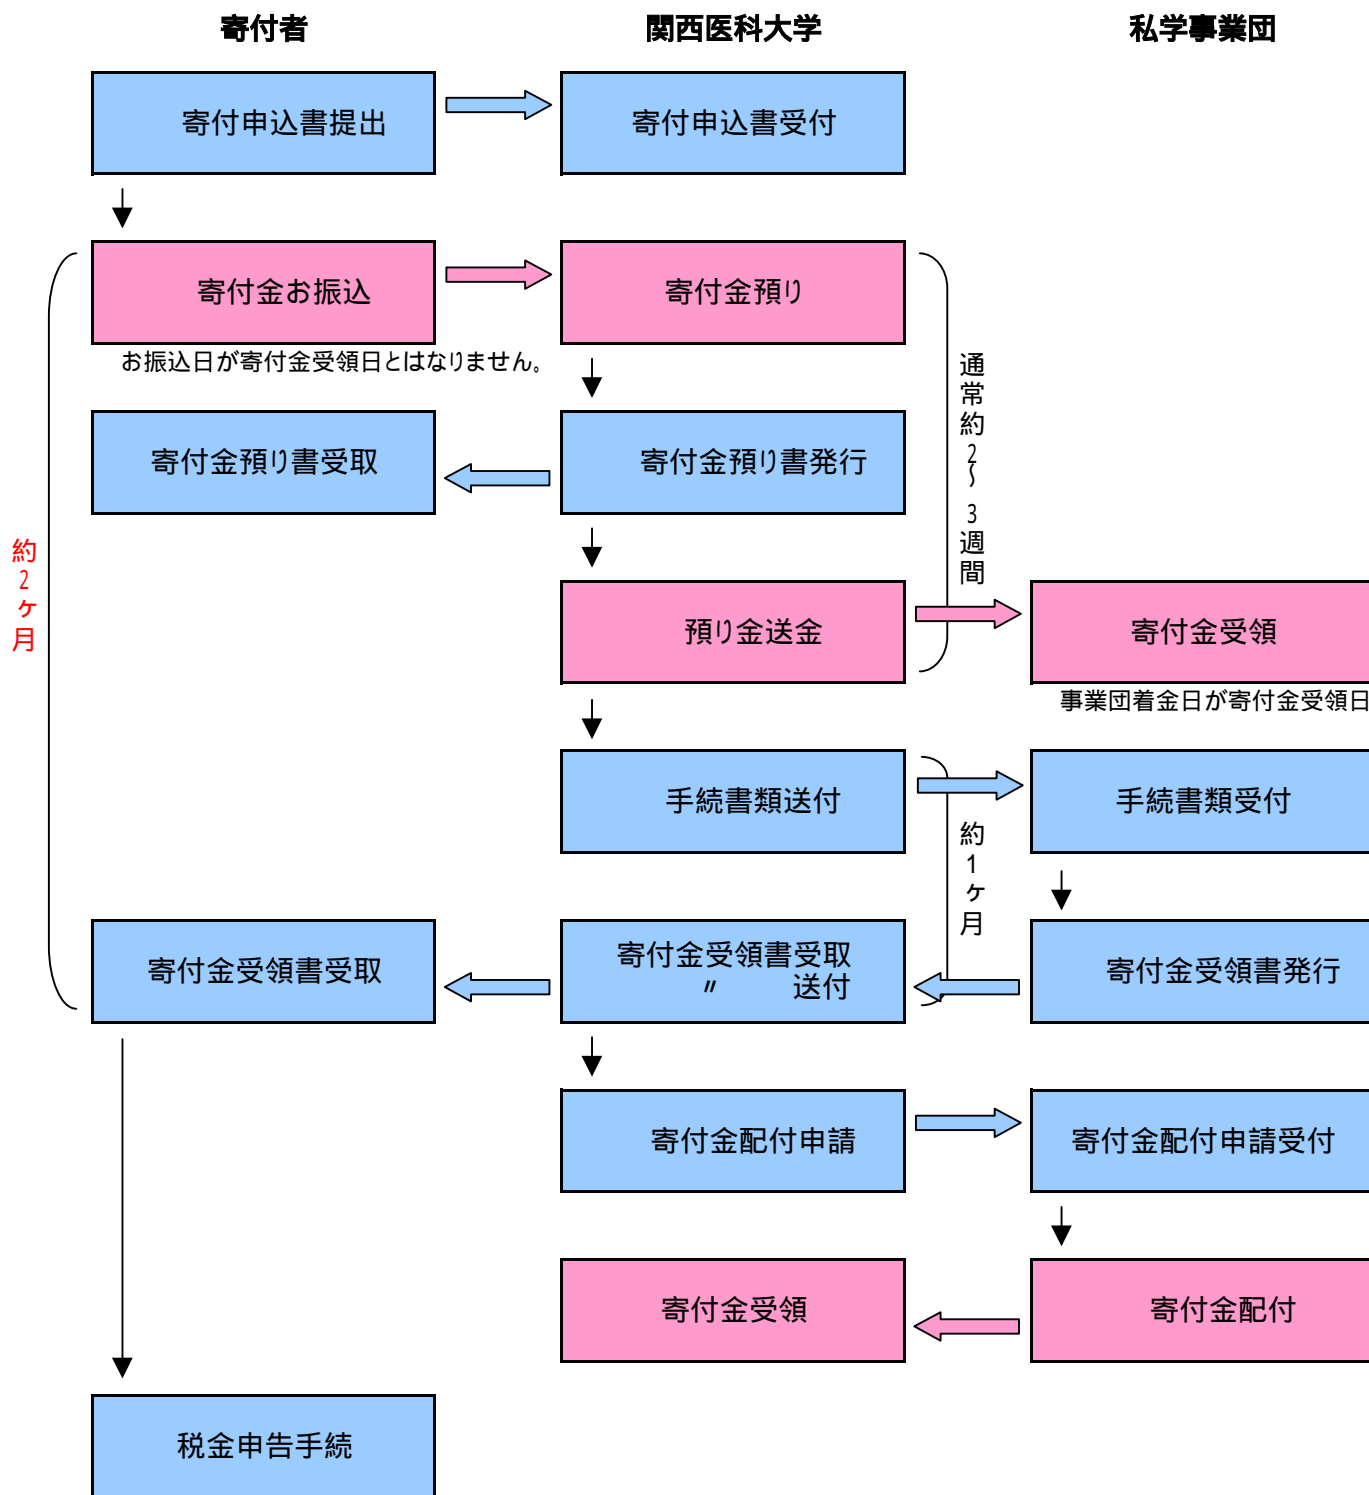 寄付者
関西医科大学
私学事業団
寄付申込書提出
寄付申込書受付
寄付金お振込
寄付金預り
お振込日が寄付金受領日とはなりません。
通常約2～3週間
寄付金預り書受取
寄付金預り書発行
約2ヶ月
預り金送金
寄付金受領
事業団着金日が寄付金受領日
手続書類送付
手続書類受付
約1ヶ月
寄付金受領書受取
寄付金受領書受取
〃 送付
寄付金受領書発行
寄付金配付申請
寄付金配付申請受付
寄付金受領
寄付金配付
税金申告手続